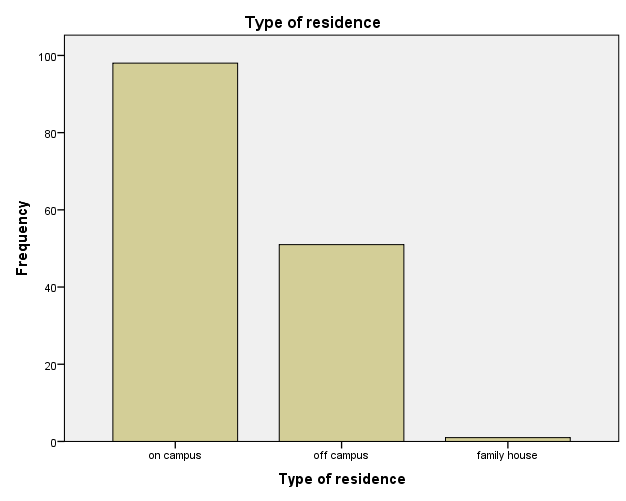 Type of residence
100
80
60
40
20
0
Frequency
on campus off campus family house
Type of residence